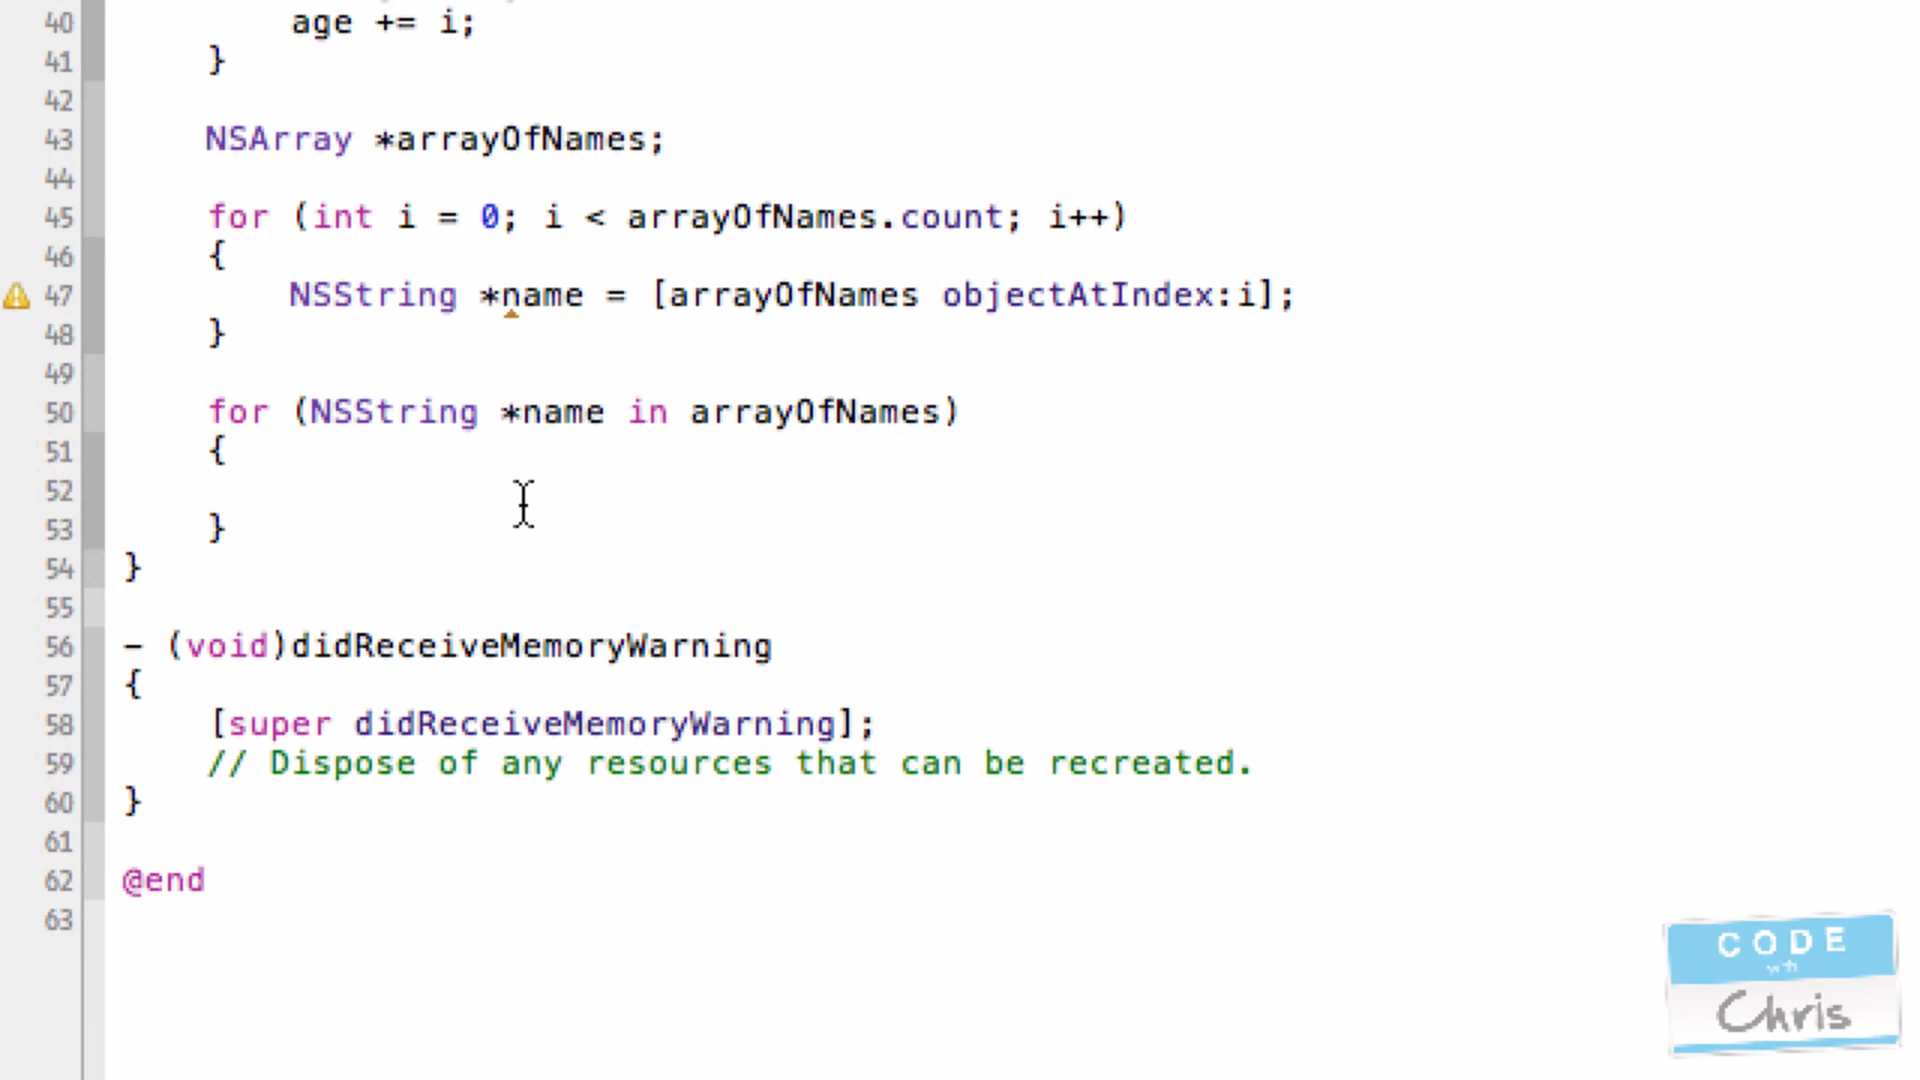 40 age += i;
41 }
42
43 NSArray *arrayOfNames;
44
45 for (int i = 0; i < arrayOfNames.count; i++)
46 {
47 NSString *name = [arrayOfNames objectAtIndex:i];
48 }
49
50 for (NSString *name in arrayOfNames)
51 {
52
53 }
54 }
55
56 - (void)didReceiveMemoryWarning
57 {
58 [super didReceiveMemoryWarning];
59 // Dispose of any resources that can be recreated.
60 }
61
62 @end
63
CODE
with
Chris